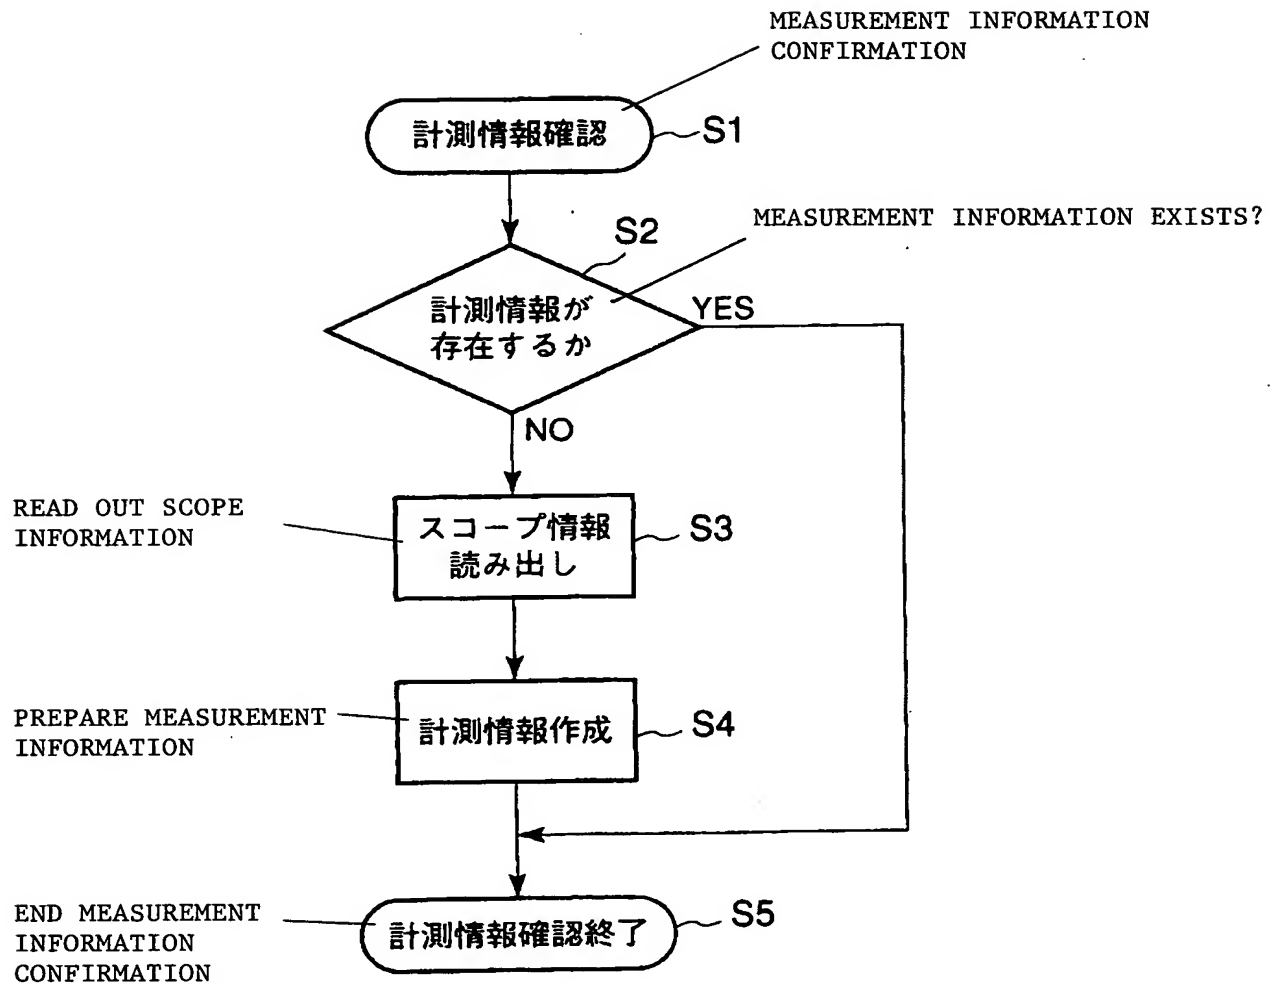 MEASUREMENT INFORMATION
CONFIRMATION
計測情報確認
S1
MEASUREMENT INFORMATION EXISTS?
S2
計測情報が
存在するか
YES
NO
READ OUT SCOPE
INFORMATION
スコープ情報
読み出し
S3
PREPARE MEASUREMENT
INFORMATION
計測情報作成
S4
END MEASUREMENT
INFORMATION
CONFIRMATION
計測情報確認終了
S5